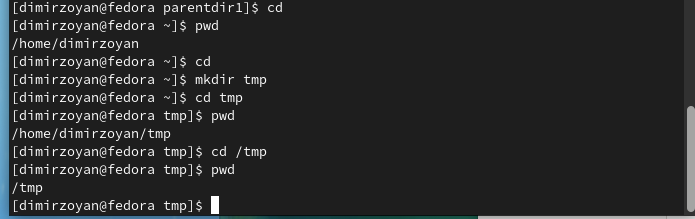 [dimirzoyan@fedora parentdir1]$ cd
[dimirzoyan@fedora ~]$ pwd
/home/dimirzoyan
[dimirzoyan@fedora ~]$ cd
[dimirzoyan@fedora ~]$ mkdir tmp
[dimirzoyan@fedora ~]$ cd tmp
[dimirzoyan@fedora tmp]$ pwd
/home/dimirzoyan/tmp
[dimirzoyan@fedora tmp]$ cd /tmp
[dimirzoyan@fedora tmp]$ pwd
/tmp
[dimirzoyan@fedora tmp]$